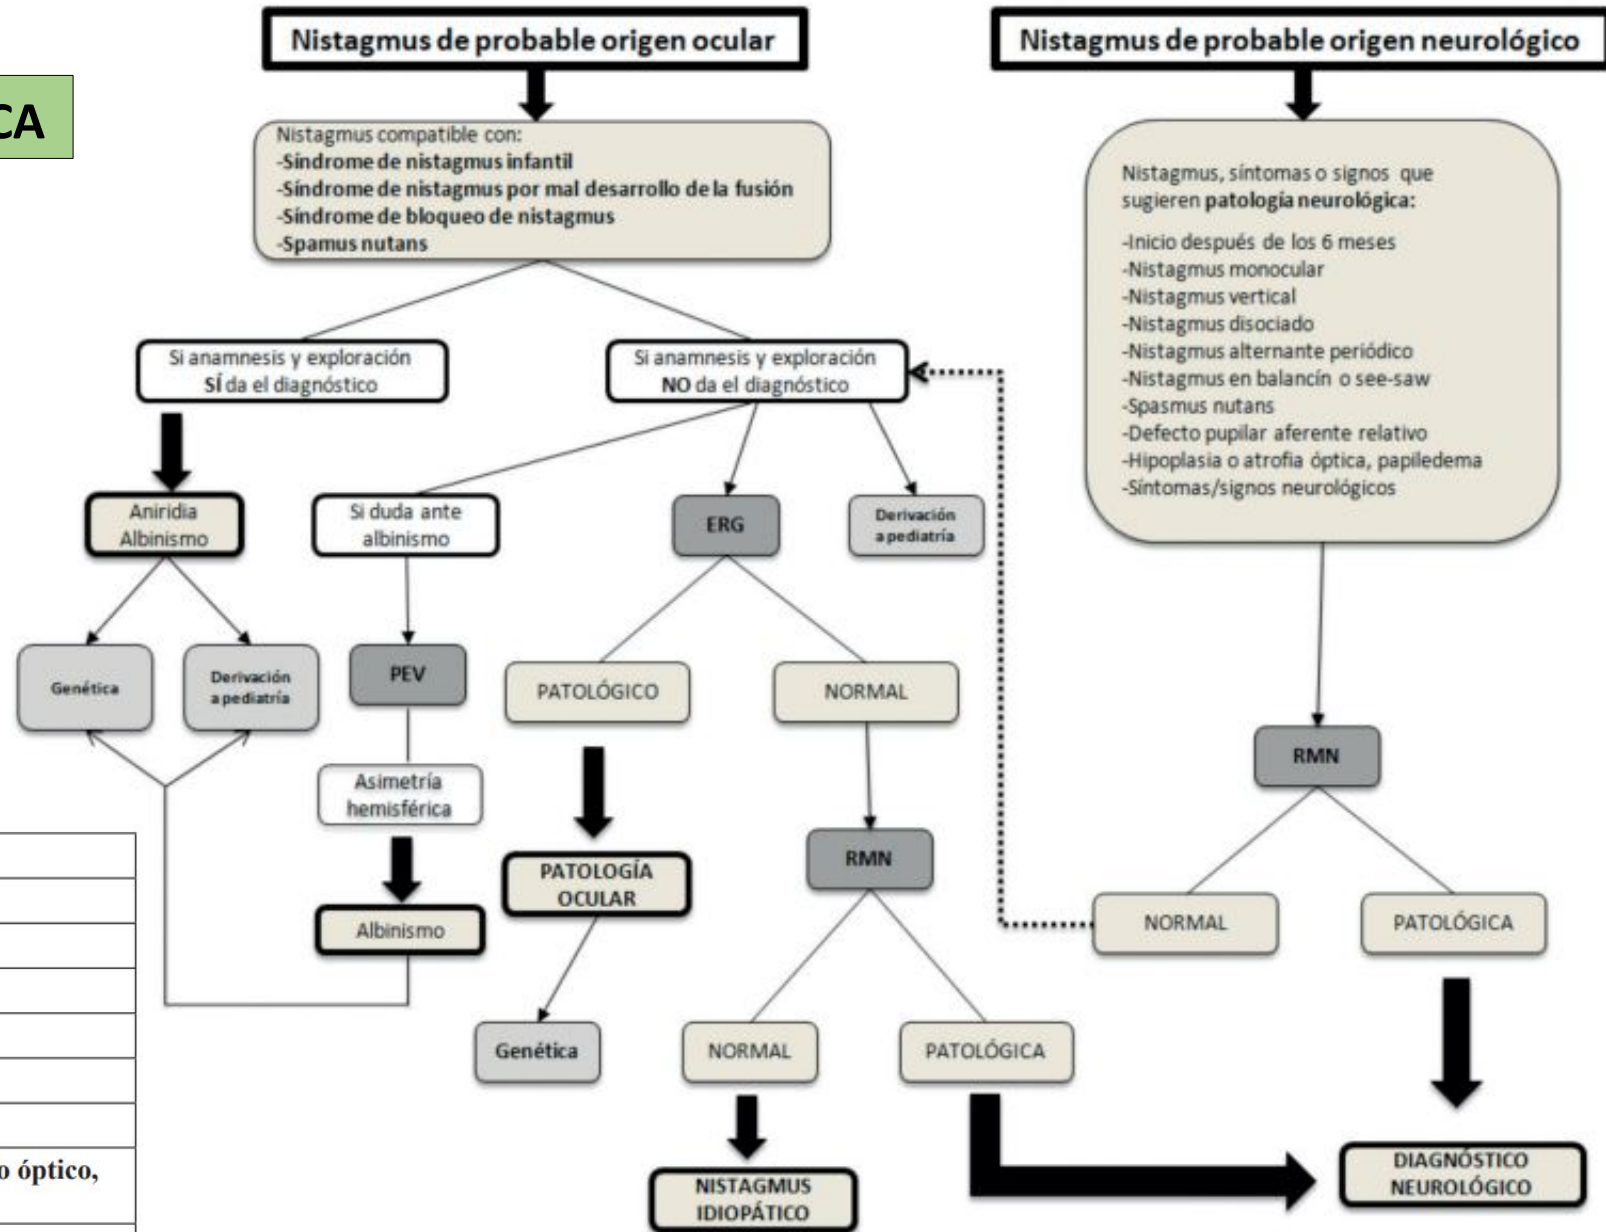 CA
Nistagmus de probable origen ocular
Nistagmus compatible con:
-Síndrome de nistagmus infantil
-Síndrome de nistagmus por mal desarrollo de la fusión
-Síndrome de bloqueo de nistagmus
-Spamus nutans
Si anamnesis y exploración
SÍ da el diagnóstico
Si anamnesis y exploración
NO da el diagnóstico
Aniridia
Albinismo
Si duda ante
albinismo
ERG
Derivación
a pediatría
Genética
Derivación
a pediatría
PEV
PATOLÓGICO
NORMAL
Asimetría
hemisférica
PATOLOGÍA
OCULAR
RMN
Albinismo
Genética
NORMAL
PATOLÓGICA
NISTAGMUS
IDIOPÁTICO
Nistagmus de probable origen neurológico
Nistagmus, síntomas o signos que
sugieren patología neurológica:
-Inicio después de los 6 meses
-Nistagmus monocular
-Nistagmus vertical
-Nistagmus disociado
-Nistagmus alternante periódico
-Nistagmus en balancín o see-saw
-Spasmus nutans
-Defecto pupilar aferente relativo
-Hipoplasia o atrofia óptica, papiledema
-Síntomas/signos neurológicos
RMN
NORMAL
PATOLÓGICA
DIAGNÓSTICO
NEUROLÓGICO
o óptico,